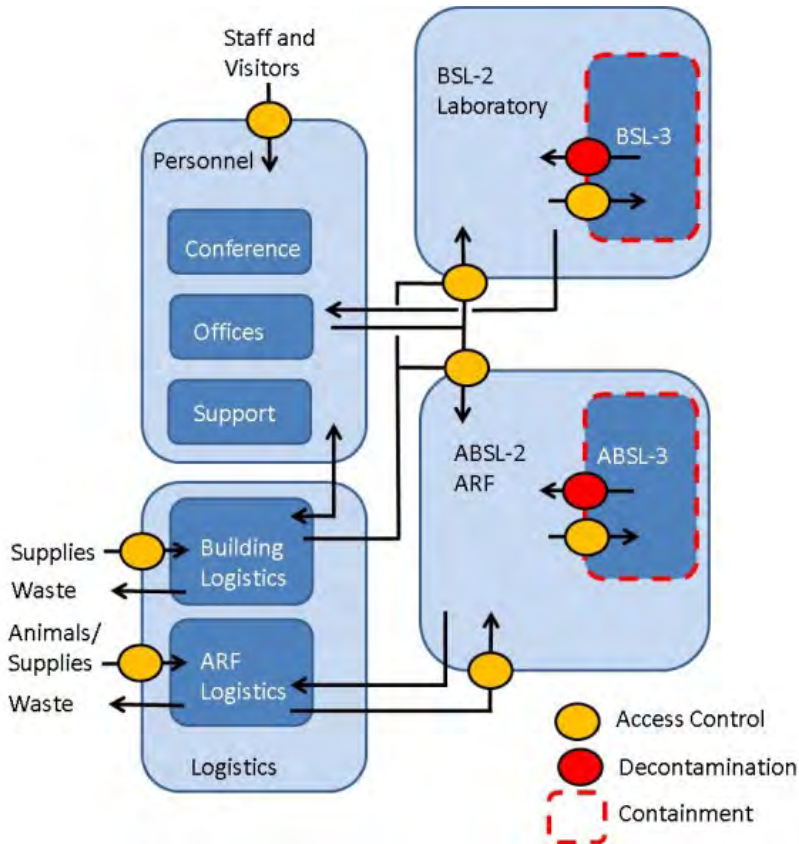 Staff and
Visitors
Personnel
Conference
Offices
Support
BSL-2
Laboratory
BSL-3
ABSL-2
ARF
ABSL-3
Supplies
Waste
Building
Logistics
Animals/
Supplies
Waste
ARF
Logistics
Logistics
Access Control
Decontamination
Containment